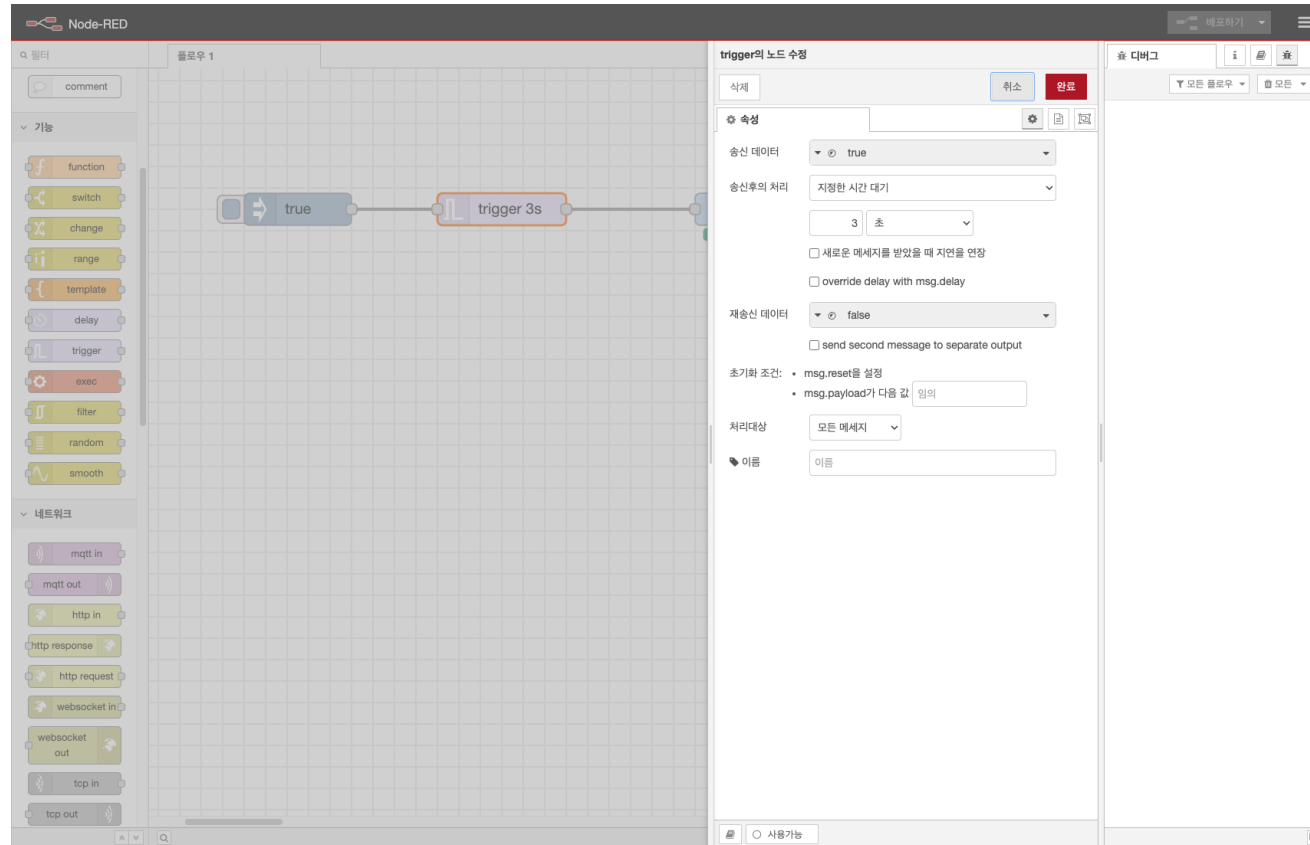 Node-RED
배포하기
필터
플로우 1
trigger의 노드 수정
디버그
i
comment
삭제
취소
완료
모든 플로우
모든
기능
속성
function
switch
change
range
template
delay
trigger
exec
filter
random
smooth
true
trigger 3s
송신 데이터
true
송신후의 처리
지정한 시간 대기
3
초
새로운 메세지를 받았을 때 지연을 연장
override delay with msg.delay
재송신 데이터
false
send second message to separate output
초기화 조건:
• msg.reset을 설정
• msg.payload가 다음 값
임의
처리대상
모든 메세지
이름
이름
네트워크
mqtt in
mqtt out
http in
http response
http request
websocket in
websocket
out
tcp in
tcp out
사용가능